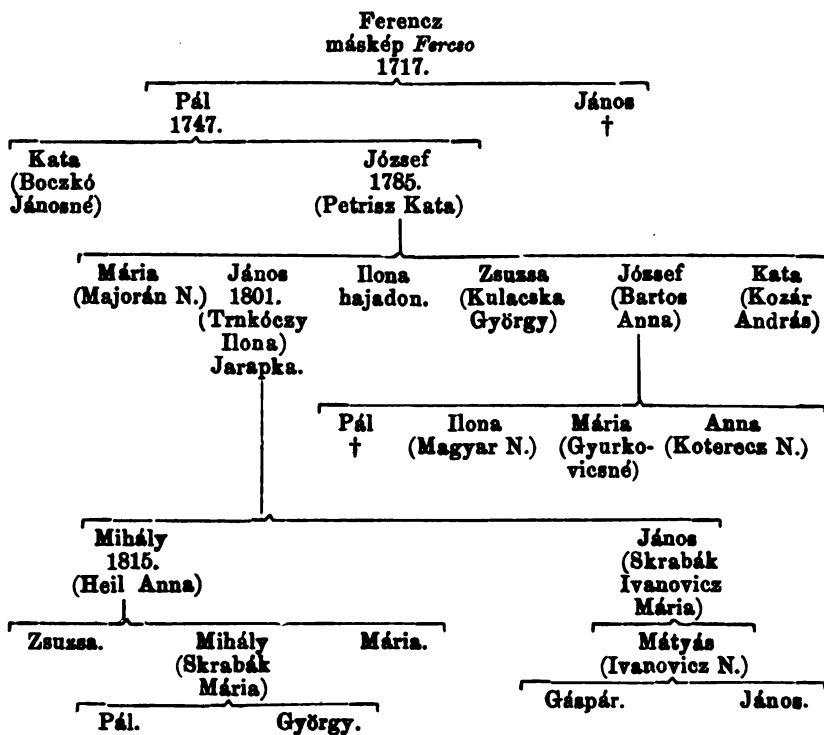 Ferencz
máskép Fercso
1717.
Pál János
1747. †
Kata József
(Boczkó 1785.
Jánosné) (Petrisz Kata)
Mária János Ilona Zsuzsa József Kata
(Majorán N.) 1801. hajadon. (Kulacska (Bartos (Kozár
(Trnkóczy György) Anna) András)
Ilona)
Jarapka.
Pál Ilona Mária Anna
† (Magyar N.) (Gyurko- (Koterecz N.)
vicsné)
Mihály János
1815. (Skrabák
(Heil Anna) Ivanovicz
Mária)
Zsuzsa. Mihály Mária. Mátyás
(Skrabák (Ivanovicz N.)
Mária) Gáspár. János.
Pál. György.